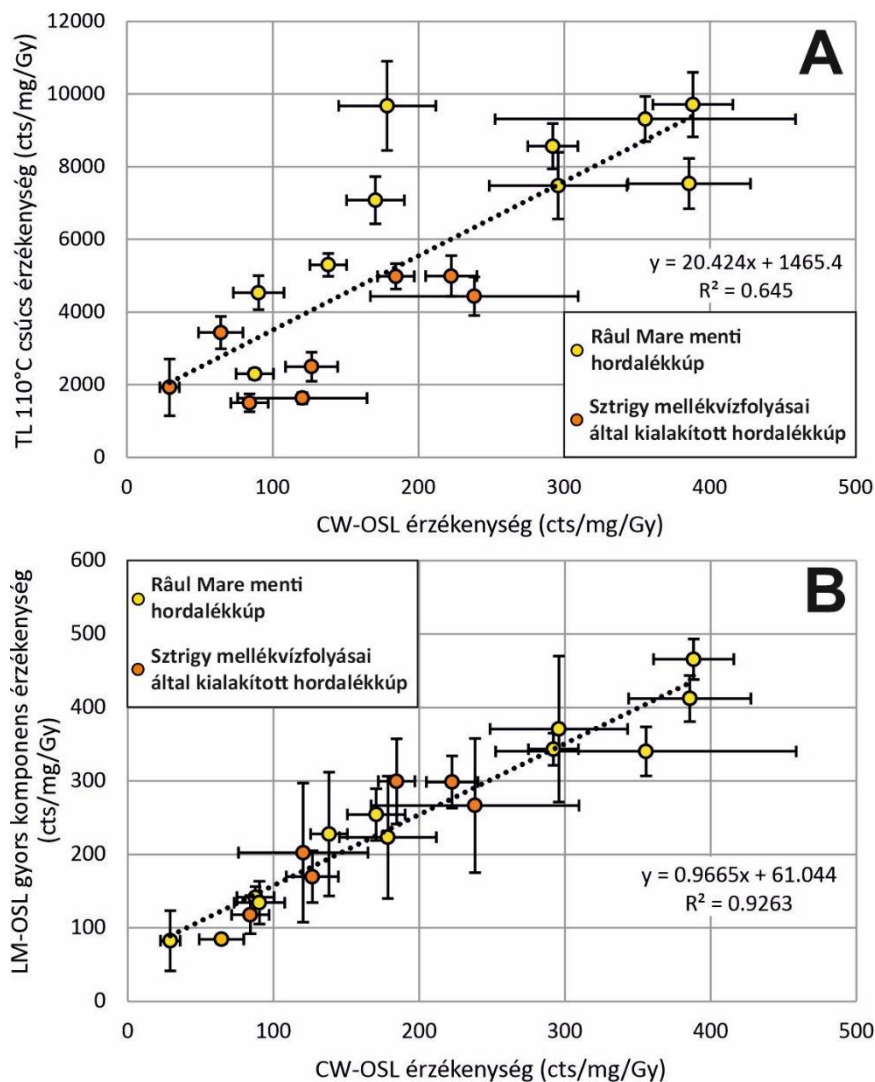 A
TL 110°C csúcs érzékenység (cts/mg/Gy)
12000
10000
8000
6000
4000
2000
0
y = 20.424x + 1465.4
R² = 0.645
Râul Mare menti
hordalékkúp
Sztrigy mellékvízfolyásai
által kialakított hordalékkúp
0 100 200 300 400 500
CW-OSL érzékenység (cts/mg/Gy)
B
LM-OSL gyors komponens érzékenység
(cts/mg/Gy)
600
500
400
300
200
100
0
Râul Mare menti
hordalékkúp
Sztrigy mellékvízfolyásai
által kialakított hordalékkúp
y = 0.9665x + 61.044
R² = 0.9263
0 100 200 300 400 500
CW-OSL érzékenység (cts/mg/Gy)